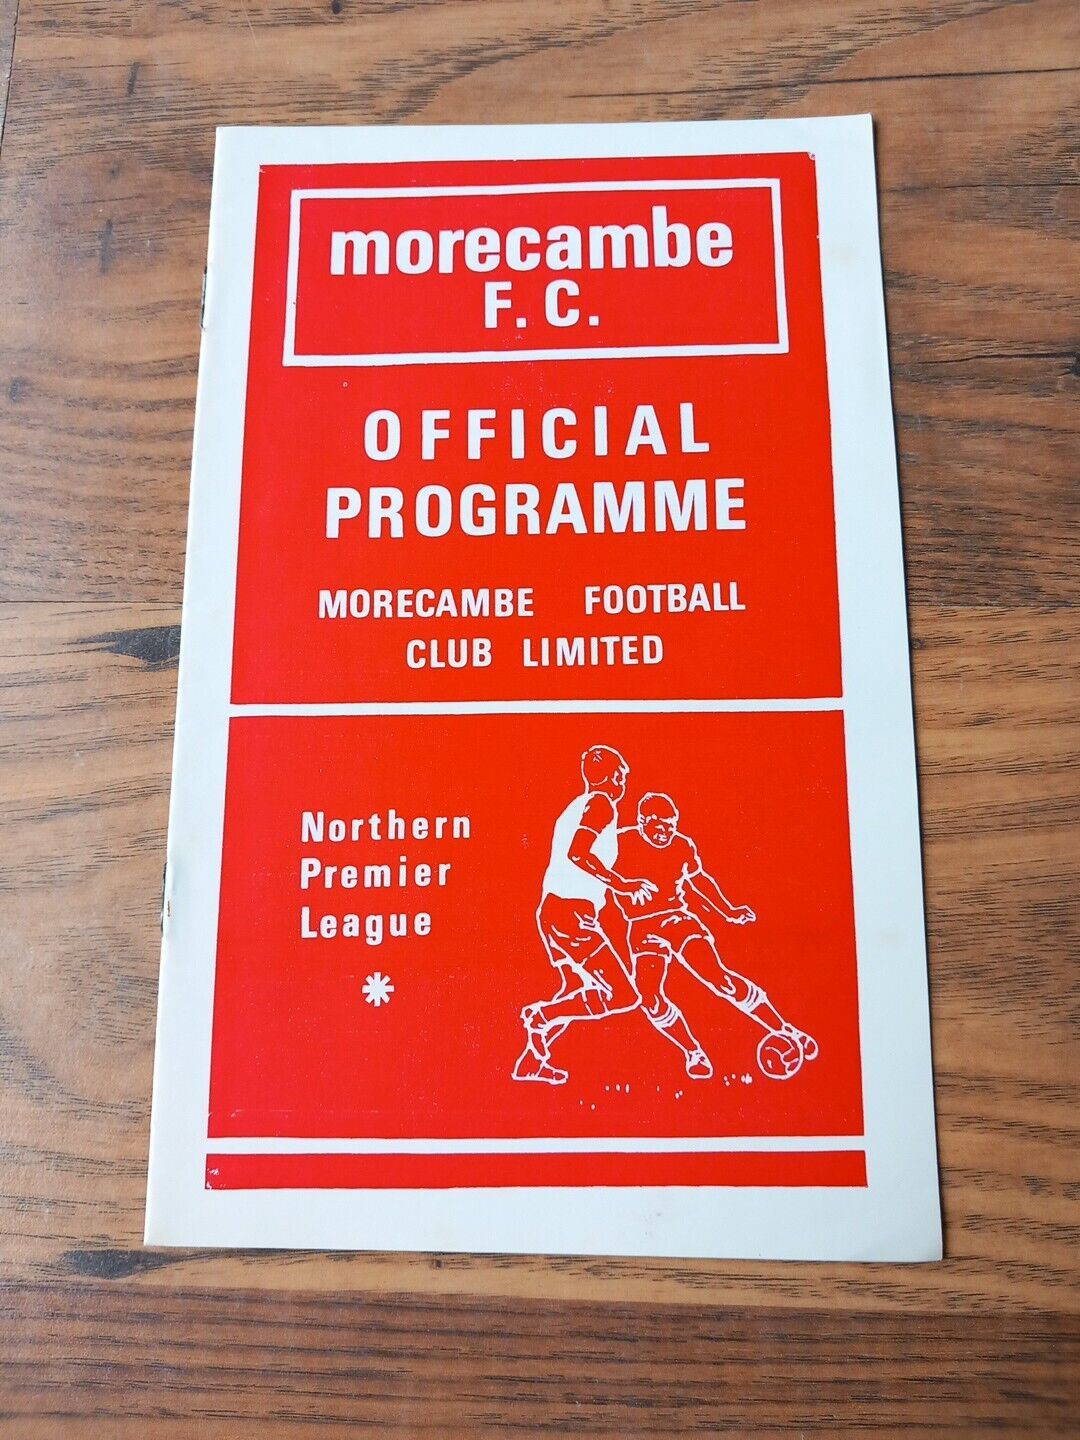 morecambe
F. C.
OFFICIAL
PROGRAMME
MORECAMBE FOOTBALL
CLUB LIMITED
Northern
Premier
League
*